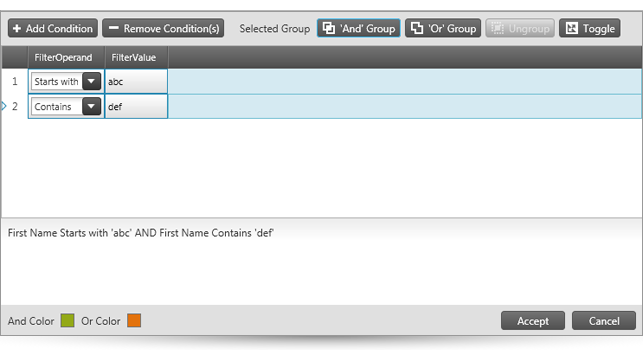 Add Condition Remove Condition(s) Selected Group 'And' Group 'Or' Group Ungroup Toggle
FilterOperand FilterValue
1 Starts with abc
2 Contains def
First Name Starts with 'abc' AND First Name Contains 'def'
And Color Or Color Accept Cancel